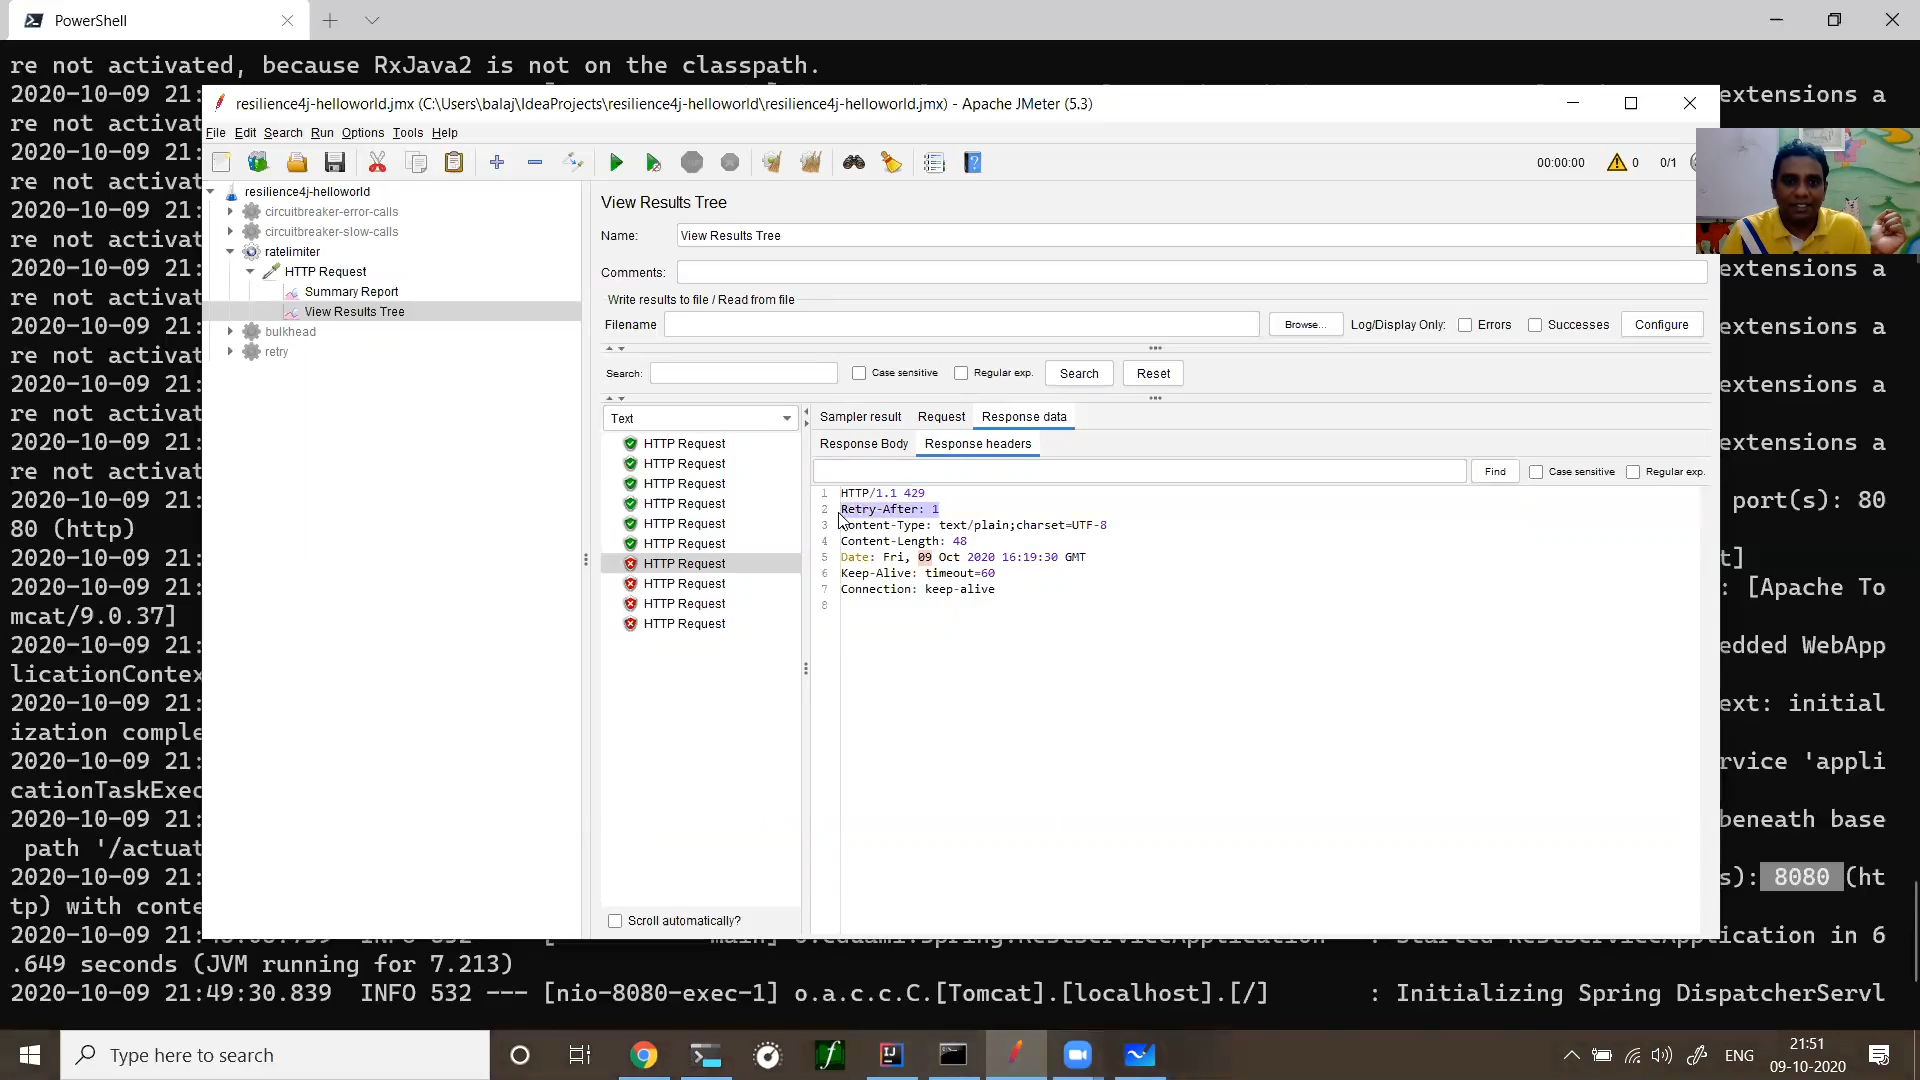 PowerShell
re not activated, because RxJava2 is not on the classpath.
2020-10-09 21:
extensions a
re not activat
resilience4j-helloworld.jmx (C:\Users\balaj\IdeaProjects\resilience4j-helloworld\resilience4j-helloworld.jmx) - Apache JMeter (5.3)
File Edit Search Run Options Tools Help
00:00:00 0 0/1
resilience4j-helloworld
circuitbreaker-error-calls
circuitbreaker-slow-calls
ratelimiter
HTTP Request
Summary Report
View Results Tree
bulkhead
retry
View Results Tree
Name: View Results Tree
Comments:
Write results to file / Read from file
Filename Browse... Log/Display Only: Errors Successes Configure
Search: Case sensitive Regular exp. Search Reset
Text
HTTP Request
HTTP Request
HTTP Request
HTTP Request
HTTP Request
HTTP Request
HTTP Request
HTTP Request
HTTP Request
HTTP Request
Scroll automatically?
Sampler result Request Response data
Response Body Response headers
Find Case sensitive Regular exp.
1 HTTP/1.1 429
2 Retry-After: 1
3 Content-Type: text/plain;charset=UTF-8
4 Content-Length: 48
5 Date: Fri, 09 Oct 2020 16:19:30 GMT
6 Keep-Alive: timeout=60
7 Connection: keep-alive
8
2020-10-09 21:
re not activat
2020-10-09 21:
re not activat
2020-10-09 21:
extensions a
re not activat
2020-10-09 21:
extensions a
re not activat
2020-10-09 21:
extensions a
re not activat
2020-10-09 21:
extensions a
re not activat
2020-10-09 21:
extensions a
re not activat
2020-10-09 21:
port(s): 80
80 (http)
2020-10-09 21:
t]
2020-10-09 21:
: [Apache To
mcat/9.0.37]
2020-10-09 21:
edded WebApp
licationContex
2020-10-09 21:
ext: initial
ization comple
2020-10-09 21:
rvice 'appli
cationTaskExec
2020-10-09 21:
beneath base
path '/actuat
2020-10-09 21:
s): 8080 (ht
tp) with conte
2020-10-09 21:
Started RestServiceApplication in 6
.649 seconds (JVM running for 7.213)
2020-10-09 21:49:30.839 INFO 532 --- [nio-8080-exec-1] o.a.c.c.C.[Tomcat].[localhost].[/] : Initializing Spring DispatcherServl
Type here to search
ENG
21:51
09-10-2020